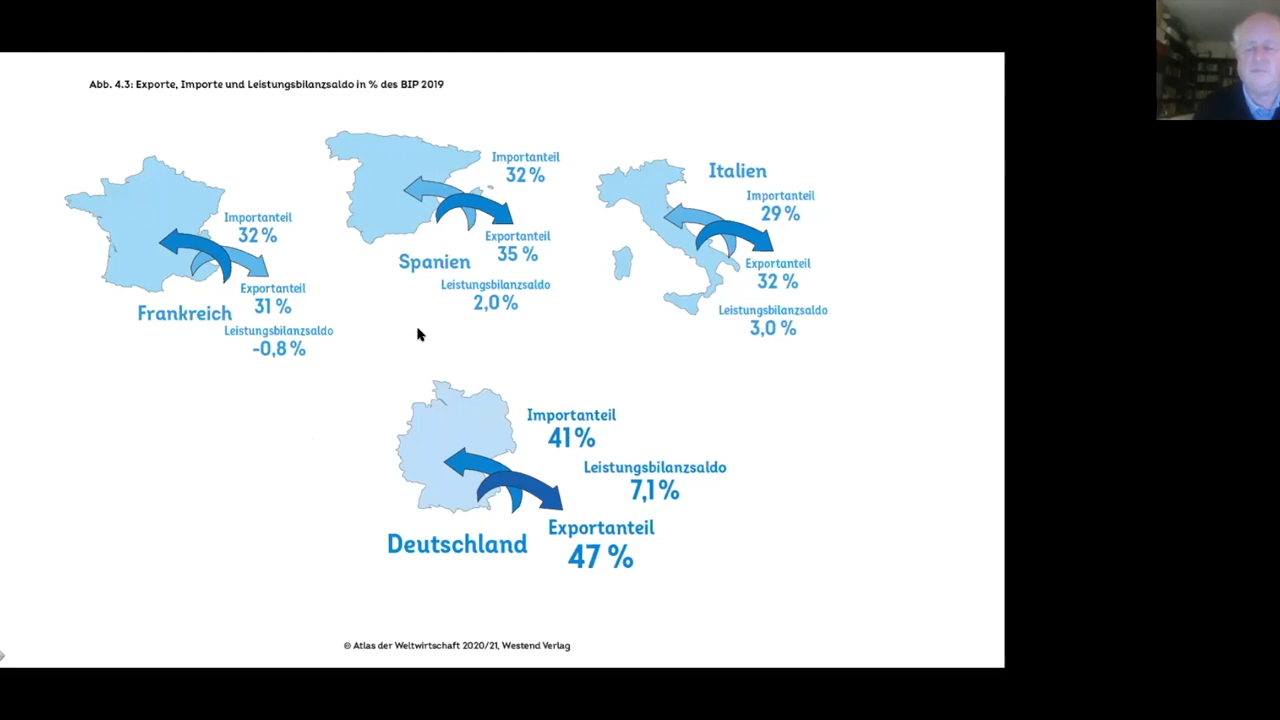 Abb. 4.3: Exporte, Importe und Leistungsbilanzsaldo in % des BIP 2019
Importanteil
32 %
Exportanteil
31 %
Frankreich
Leistungsbilanzsaldo
-0,8 %
Importanteil
32 %
Exportanteil
35 %
Spanien
Leistungsbilanzsaldo
2,0 %
Italien
Importanteil
29 %
Exportanteil
32 %
Leistungsbilanzsaldo
3,0 %
Importanteil
41 %
Leistungsbilanzsaldo
7,1 %
Exportanteil
47 %
Deutschland
© Atlas der Weltwirtschaft 2020/21, Westend Verlag